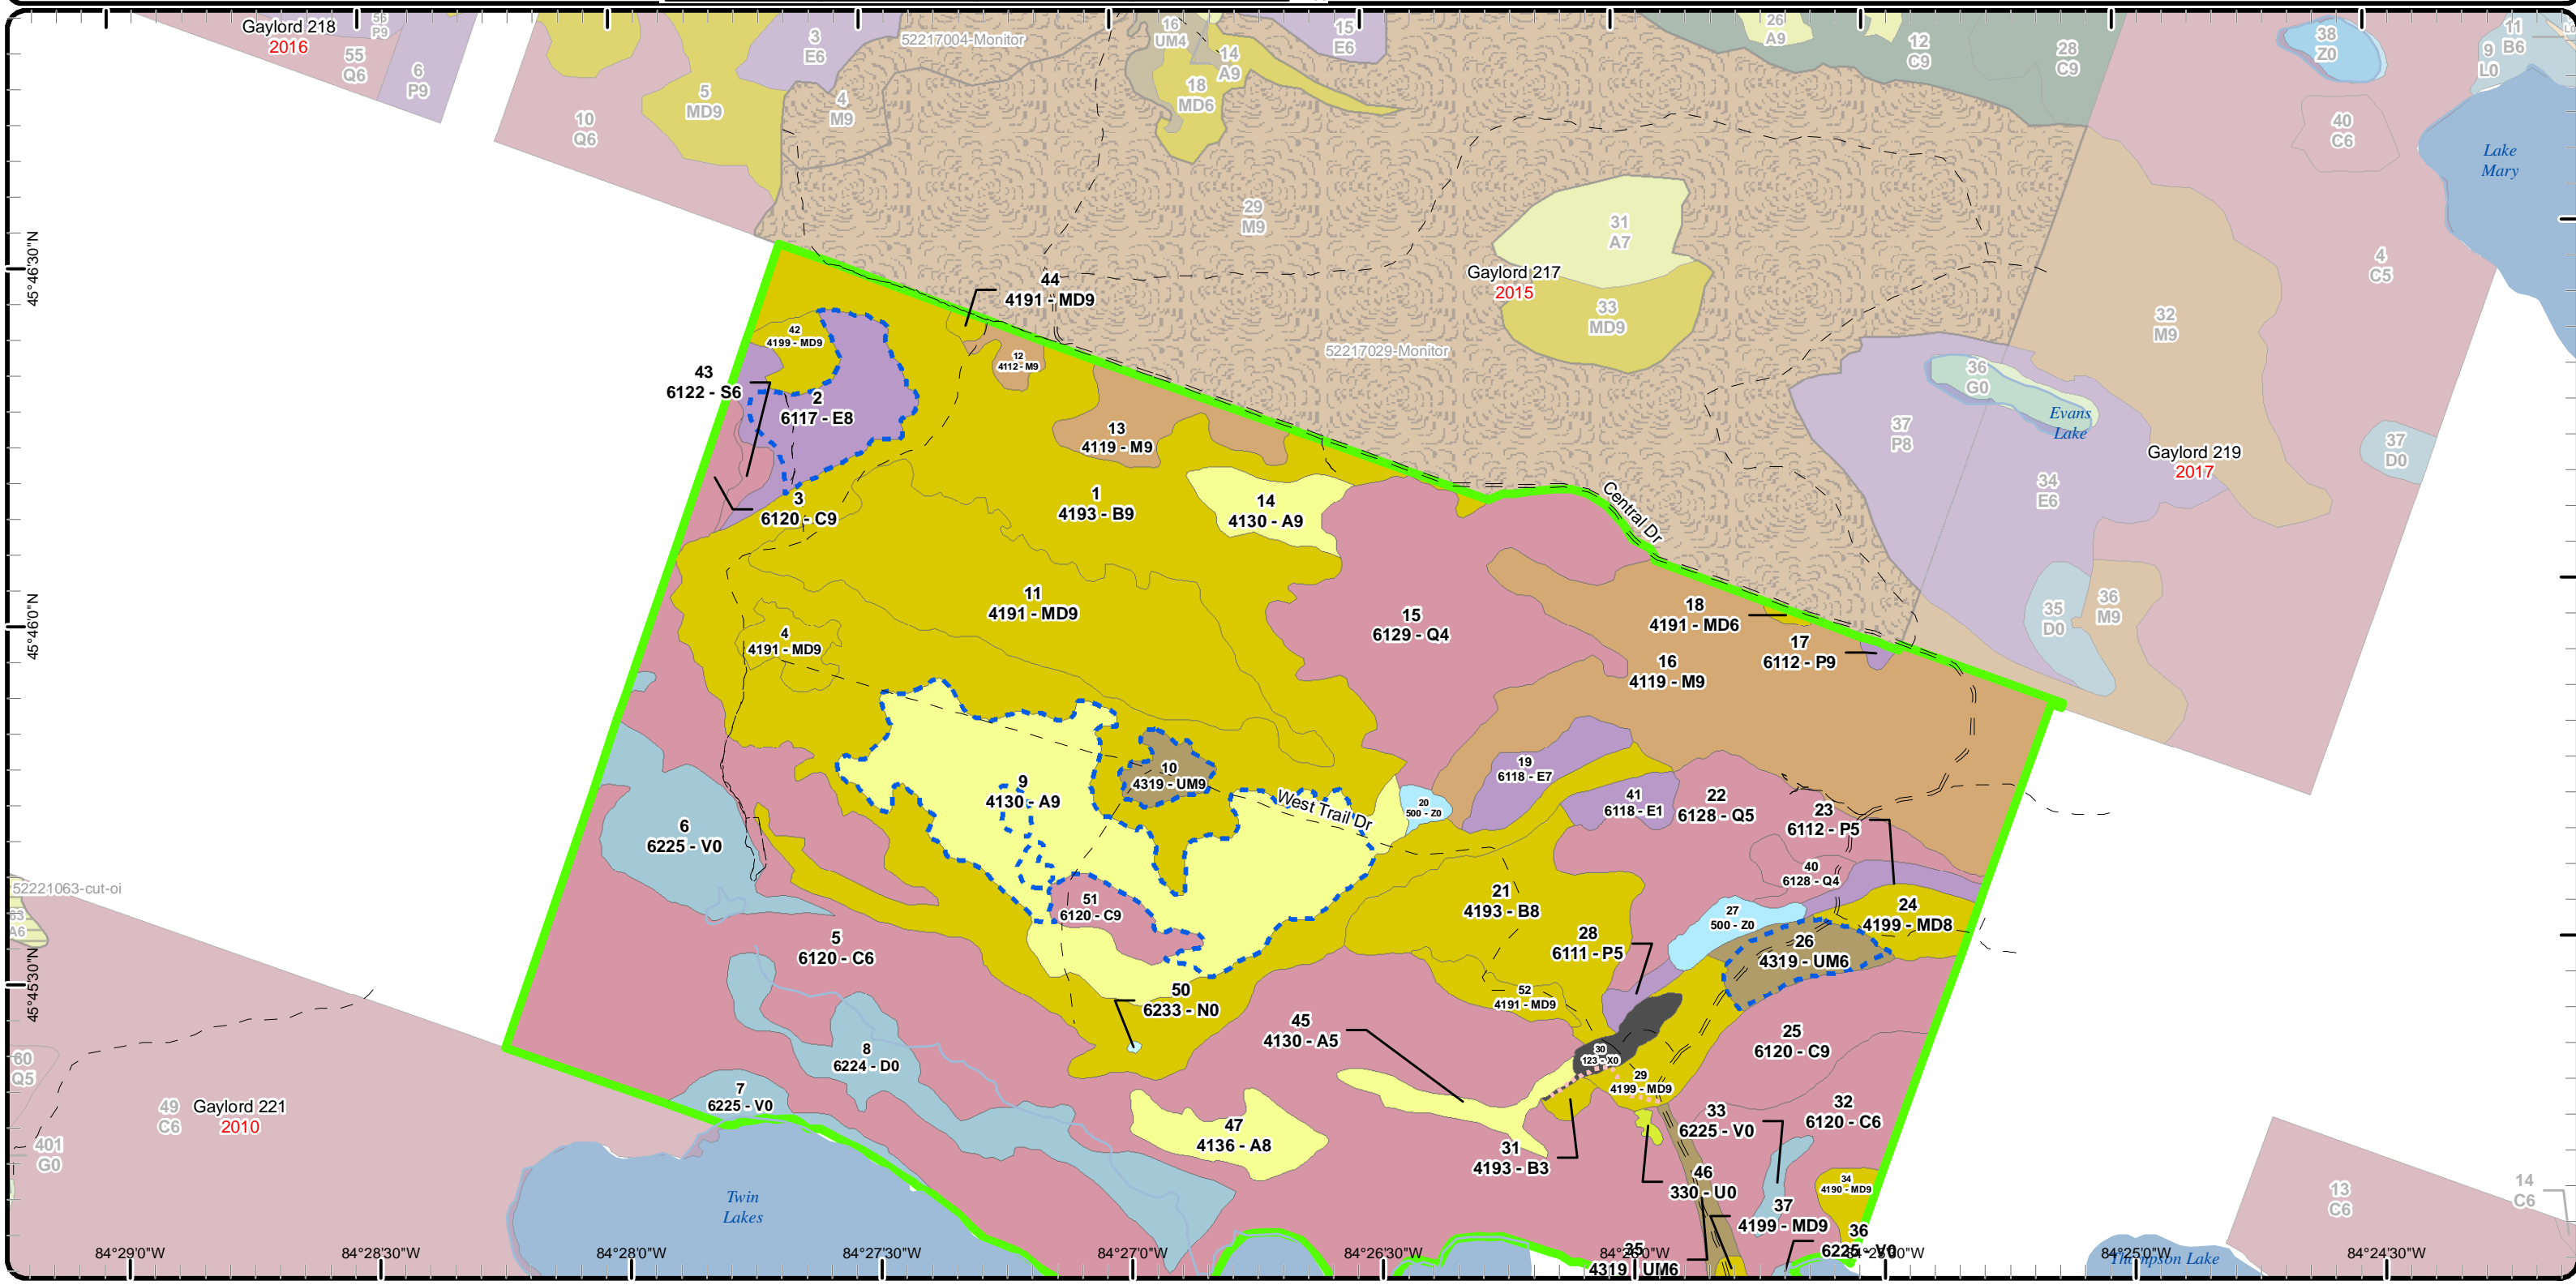 Gaylord 218
2016
56
P9
55
Q6
6
P9
3
E6
52217004-Monitor
16
UM4
14
A9
15
E6
26
A9
12
C9
28
C9
38
Z0
11
B6
9
L0
5
MD9
4
M9
18
MD6
10
Q6
40
C6
Lake
Mary
29
M9
31
A7
4
C5
45°46'30"N
44
4191 - MD9
Gaylord 217
2015
33
MD9
32
M9
42
4199 - MD9
12
4112 - M9
52217029-Monitor
43
6122 - S6
2
6117 - E8
36
G0
Evans
Lake
13
4119 - M9
37
P8
Gaylord 219
2017
37
D0
3
6120 - C9
1
4193 - B9
14
4130 - A9
34
E6
Central Dr
45°46'0"N
11
4191 - MD9
15
6129 - Q4
18
4191 - MD6
35
D0
36
M9
4
4191 - MD9
17
6112 - P9
16
4119 - M9
9
4130 - A9
10
4319 - UM9
19
6118 - E7
20
500 - Z0
West Trail Dr
41
6118 - E1
22
6128 - Q5
23
6112 - P5
6
6225 - V0
40
6128 - Q4
52221063-cut-oi
33
A6
51
6120 - C9
21
4193 - B8
27
500 - Z0
24
4199 - MD8
5
6120 - C6
28
6111 - P5
26
4319 - UM6
45°45'30"N
50
6233 - N0
52
4191 - MD9
45
4130 - A5
25
6120 - C9
8
6224 - D0
30
123 - X0
60
Q5
29
4199 - MD9
7
6225 - V0
49
C6
Gaylord 221
2010
33
6225 - V0
32
6120 - C6
47
4136 - A8
401
G0
31
4193 - B3
46
330 - U0
34
4190 - MD9
13
C6
14
C6
Twin
Lakes
37
4199 - MD9
36
6225 - V0
35
4319 - UM6
Thompson Lake
84°29'0"W
84°28'30"W
84°28'0"W
84°27'30"W
84°27'0"W
84°26'30"W
84°26'0"W
84°25'30"W
84°25'0"W
84°24'30"W